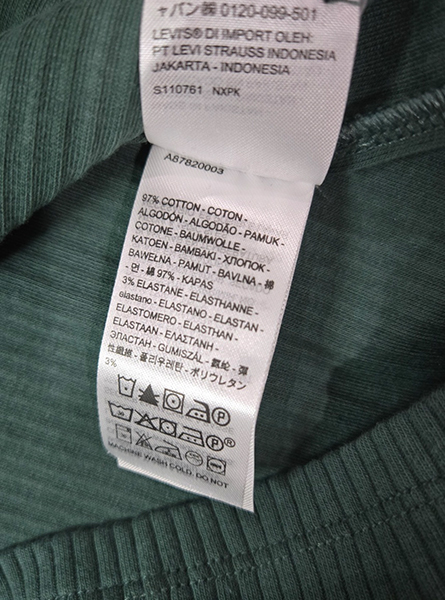 ャパン㈱ 0120-099-501
LEVI'S® DI IMPORT OLEH:
PT LEVI STRAUSS INDONESIA
JAKARTA - INDONESIA
S110761 NXPK
A87820003
97% COTTON - COTON -
ALGODÓN - ALGODÃO - PAMUK -
COTONE - BAUMWOLLE -
KATOEN - BAMBAKI - ХЛОПОК -
BAWEŁNA - PAMUT - BAVLNA - 棉
- 면 - 綿 97% - KAPAS
3% ELASTANE - ELASTHANNE -
elastano - ELASTANO - ELASTAN -
ELASTOMERO - ELASTHAN -
ELASTAAN - ΕΛΑΣΤΑΝΗ -
ЭЛАСТАН - GUMISZÁL - 氨纶 - 彈
性纖維 - 폴리우레탄 - ポリウレタン
3%
P
P®
MACHINE WASH COLD. DO NOT